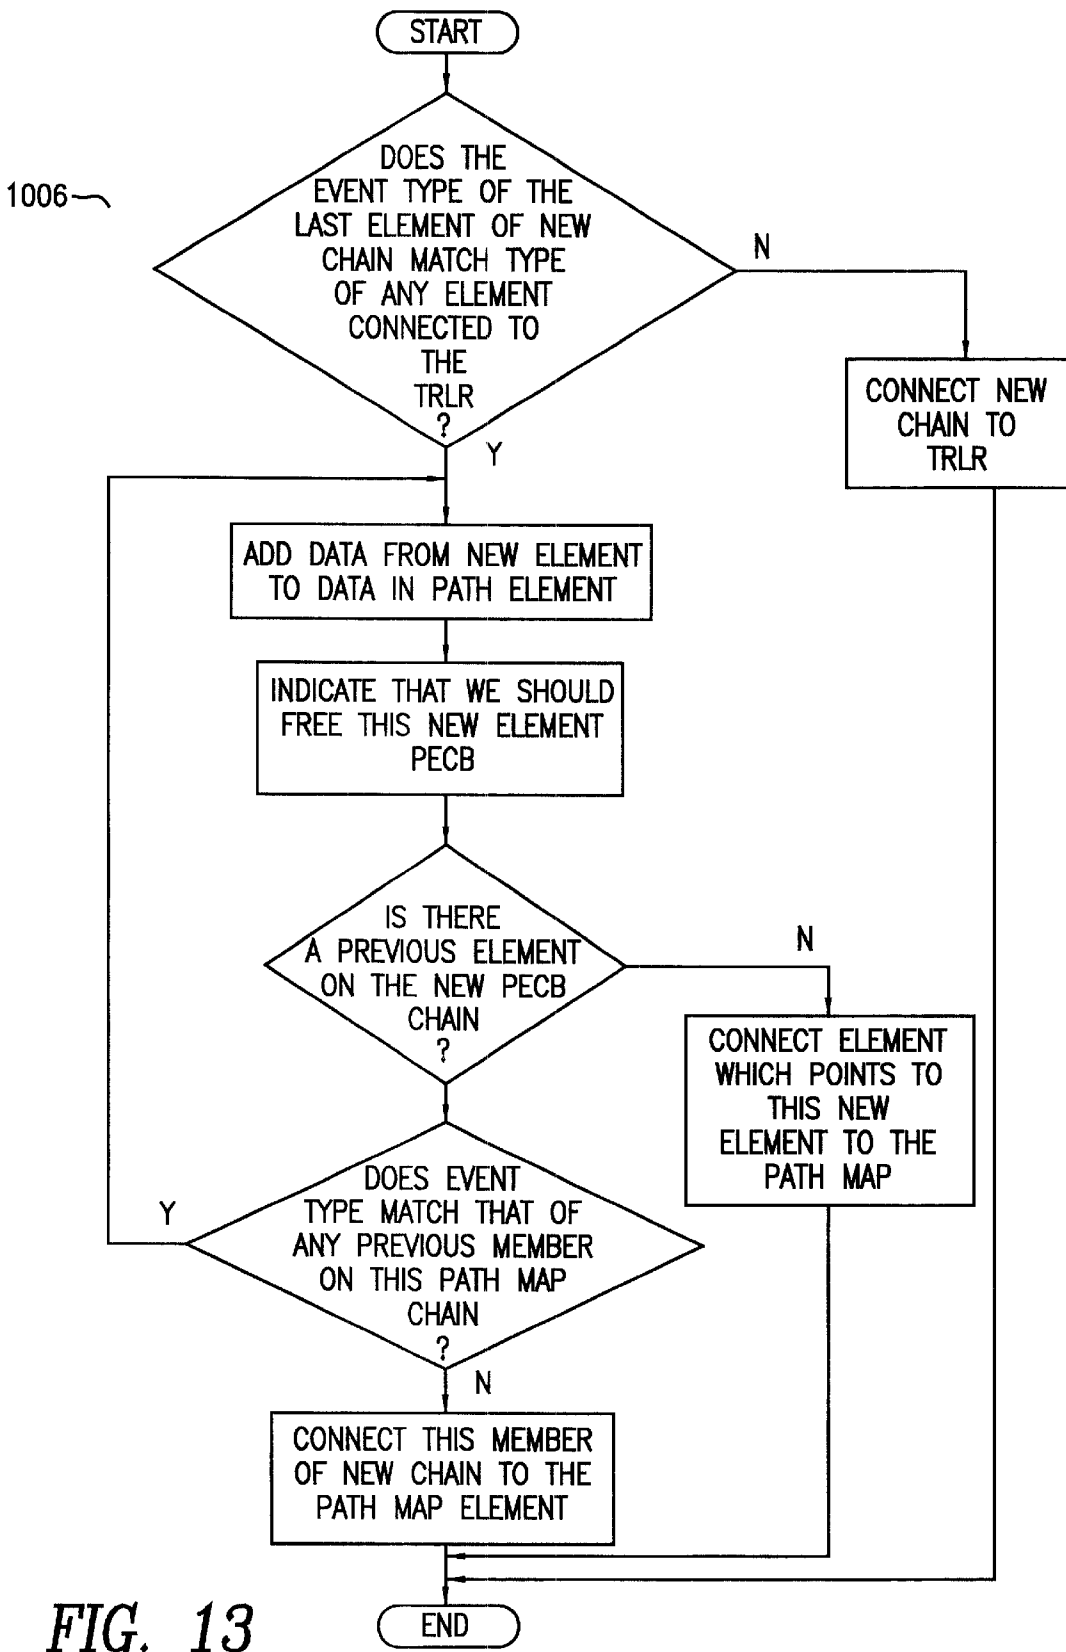 START
1006
DOES THE
EVENT TYPE OF THE
LAST ELEMENT OF NEW
CHAIN MATCH TYPE
OF ANY ELEMENT
CONNECTED TO
THE
TRLR
?
N
Y
CONNECT NEW
CHAIN TO
TRLR
ADD DATA FROM NEW ELEMENT
TO DATA IN PATH ELEMENT
INDICATE THAT WE SHOULD
FREE THIS NEW ELEMENT
PECB
IS THERE
A PREVIOUS ELEMENT
ON THE NEW PECB
CHAIN
?
N
CONNECT ELEMENT
WHICH POINTS TO
THIS NEW
ELEMENT TO THE
PATH MAP
DOES EVENT
TYPE MATCH THAT OF
ANY PREVIOUS MEMBER
ON THIS PATH MAP
CHAIN
?
Y
N
CONNECT THIS MEMBER
OF NEW CHAIN TO THE
PATH MAP ELEMENT
END
FIG. 13